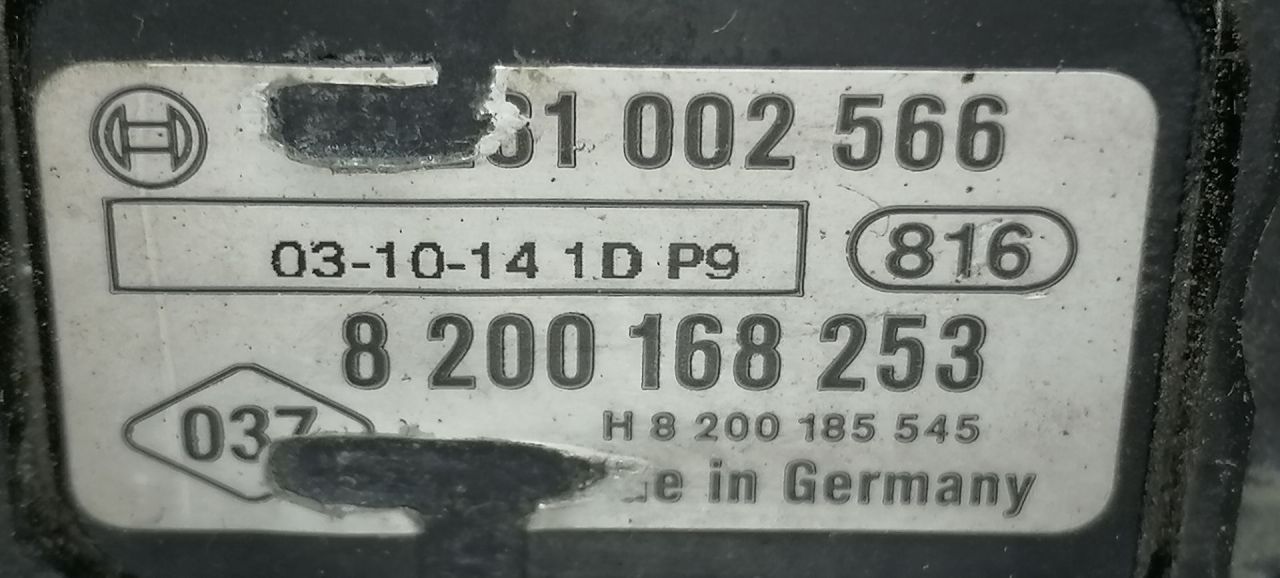 1 002 566
03-10-14 1D P9
816
8 200 168 253
037
H 8 200 185 545
in Germany